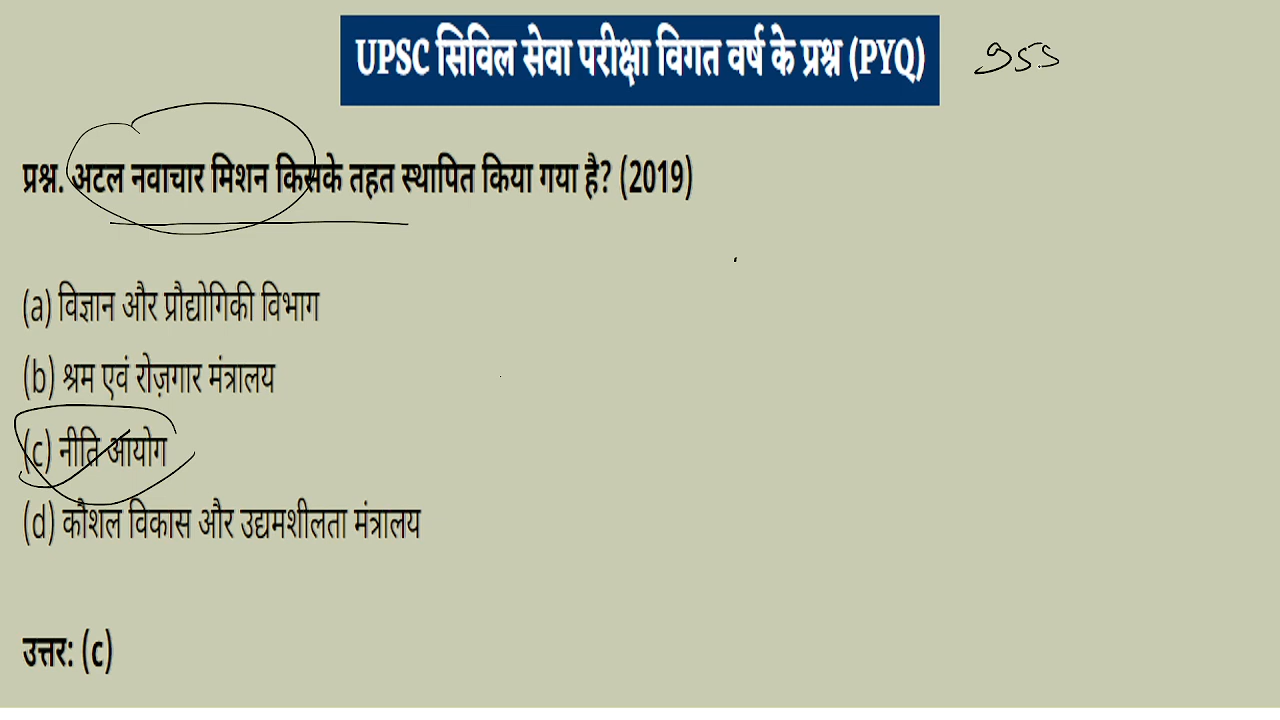 UPSC सिविल सेवा परीक्षा विगत वर्ष के प्रश्न (PYQ)
प्रश्न. अटल नवाचार मिशन किसके तहत स्थापित किया गया है? (2019)
(a) विज्ञान और प्रौद्योगिकी विभाग
(b) श्रम एवं रोज़गार मंत्रालय
(c) नीति आयोग
(d) कौशल विकास और उद्यमशीलता मंत्रालय
उत्तर: (c)